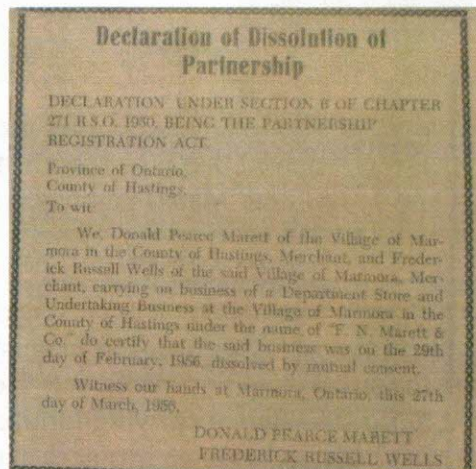 Declaration of Dissolution of
Partnership
DECLARATION UNDER SECTION 6 OF CHAPTER
271 R.S.O. 1950, BEING THE PARTNERSHIP
REGISTRATION ACT.
Province of Ontario,
County of Hastings,
To wit:
We, Donald Pearce Marett of the Village of Mar-
mora in the County of Hastings, Merchant, and Freder-
ick Russell Wells of the said Village of Marmora, Mer-
chant, carrying on business of a Department Store and
Undertaking Business at the Village of Marmora in the
County of Hastings under the name of "F. N. Marett &
Co." do certify that the said business was on the 29th
day of February, 1956, dissolved by mutual consent.
Witness our hands at Marmora, Ontario, this 27th
day of March, 1956.
DONALD PEARCE MARETT
FREDERICK RUSSELL WELLS